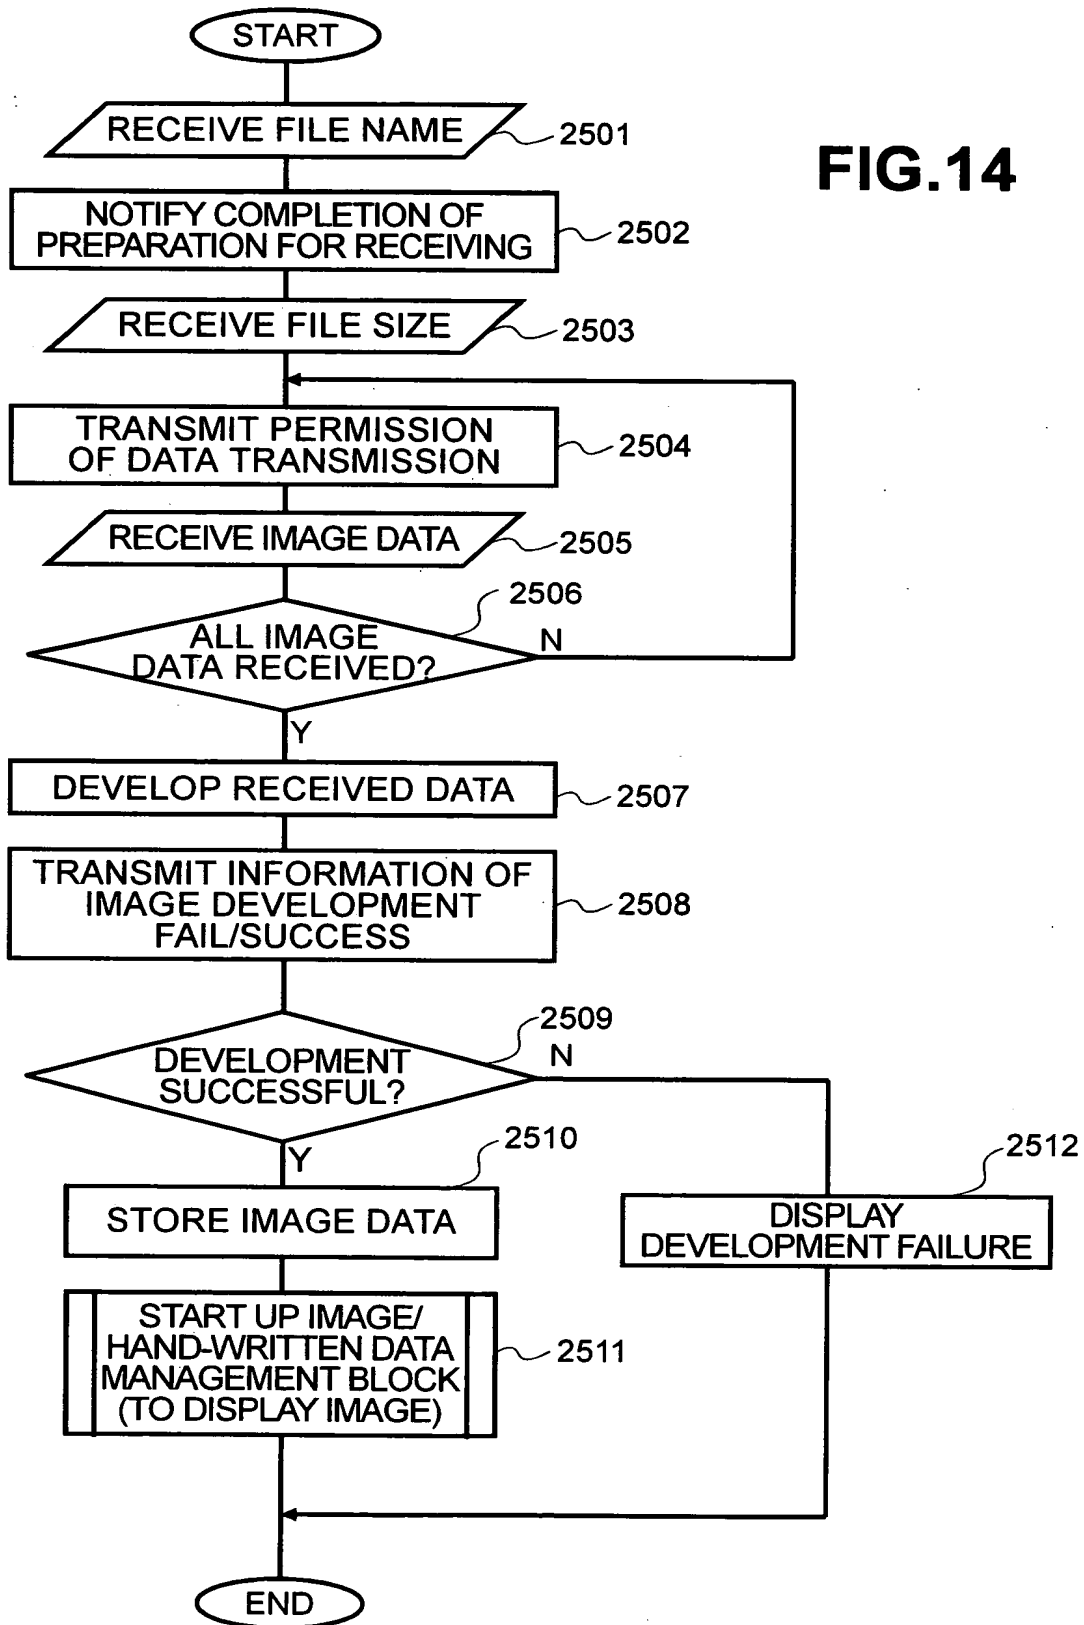 START
RECEIVE FILE NAME
2501
FIG.14
NOTIFY COMPLETION OF
PREPARATION FOR RECEIVING
2502
RECEIVE FILE SIZE
2503
TRANSMIT PERMISSION
OF DATA TRANSMISSION
2504
RECEIVE IMAGE DATA
2505
2506
ALL IMAGE
DATA RECEIVED?
N
Y
DEVELOP RECEIVED DATA
2507
TRANSMIT INFORMATION OF
IMAGE DEVELOPMENT
FAIL/SUCCESS
2508
2509
DEVELOPMENT
SUCCESSFUL?
N
Y
2510
STORE IMAGE DATA
2512
DISPLAY
DEVELOPMENT FAILURE
START UP IMAGE/
HAND-WRITTEN DATA
MANAGEMENT BLOCK
(TO DISPLAY IMAGE)
2511
END